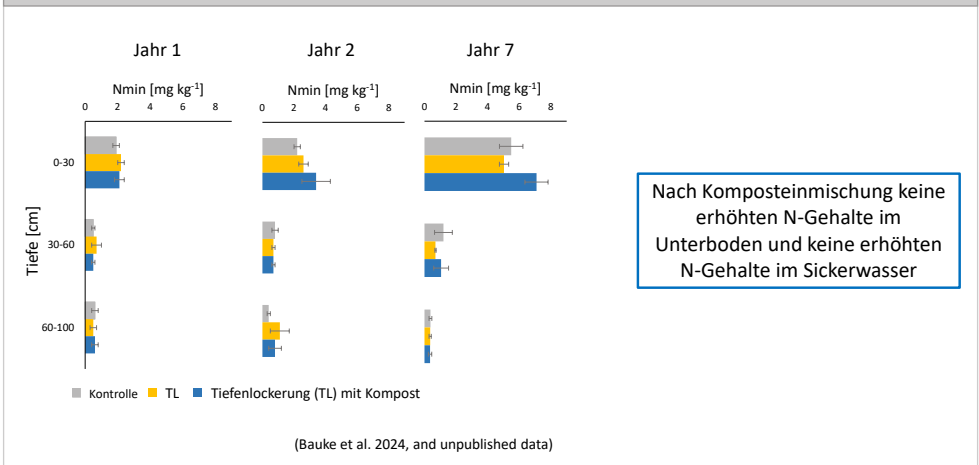 Jahr 1
Jahr 2
Jahr 7
Nmin [mg kg⁻¹]
Nmin [mg kg⁻¹]
Nmin [mg kg⁻¹]
0 2 4 6 8
0 2 4 6 8
0 2 4 6 8
Tiefe [cm]
0-30
30-60
60-100
Kontrolle TL Tiefenlockerung (TL) mit Kompost
Nach Komposteinmischung keine
erhöhten N-Gehalte im
Unterboden und keine erhöhten
N-Gehalte im Sickerwasser
(Bauke et al. 2024, and unpublished data)